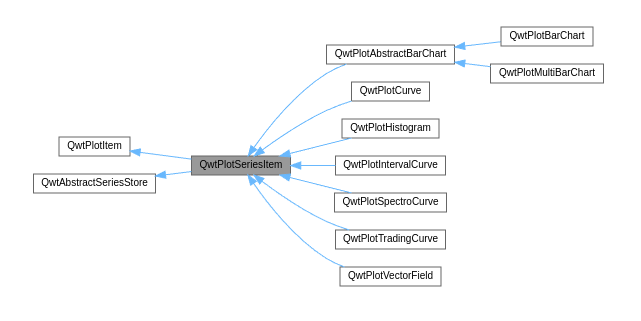 QwtPlotBarChart
QwtPlotAbstractBarChart
QwtPlotMultiBarChart
QwtPlotCurve
QwtPlotHistogram
QwtPlotItem
QwtPlotSeriesItem
QwtPlotIntervalCurve
QwtAbstractSeriesStore
QwtPlotSpectroCurve
QwtPlotTradingCurve
QwtPlotVectorField